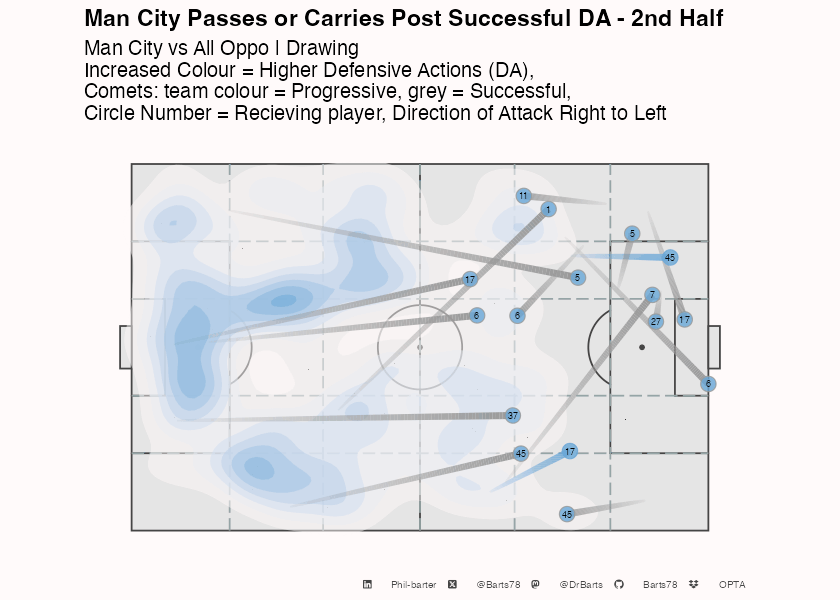 Man City Passes or Carries Post Successful DA - 2nd Half
Man City vs All Oppo | Drawing
Increased Colour = Higher Defensive Actions (DA),
Comets: team colour = Progressive, grey = Successful,
Circle Number = Recieving player, Direction of Attack Right to Left
11
1
5
45
17
5
7
6
6
27
17
6
37
45
17
45
Phil-barter @Barts78 @DrBarts Barts78 OPTA